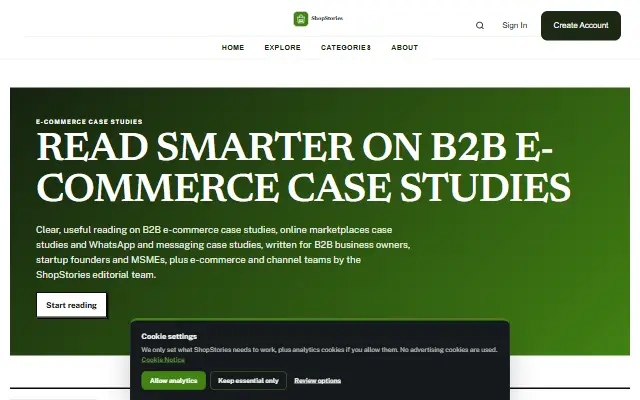 ShopStories
Sign In
Create Account
HOME
EXPLORE
CATEGORIES
ABOUT
E-COMMERCE CASE STUDIES
READ SMARTER ON B2B E-
COMMERCE CASE STUDIES
Clear, useful reading on B2B e-commerce case studies, online marketplaces case
studies and WhatsApp and messaging case studies, written for B2B business owners,
startup founders and MSMEs, plus e-commerce and channel teams by the
ShopStories editorial team.
Start reading
Cookie settings
We only set what ShopStories needs to work, plus analytics cookies if you allow them. No advertising cookies are used.
Cookie Notice
Allow analytics
Keep essential only
Review options